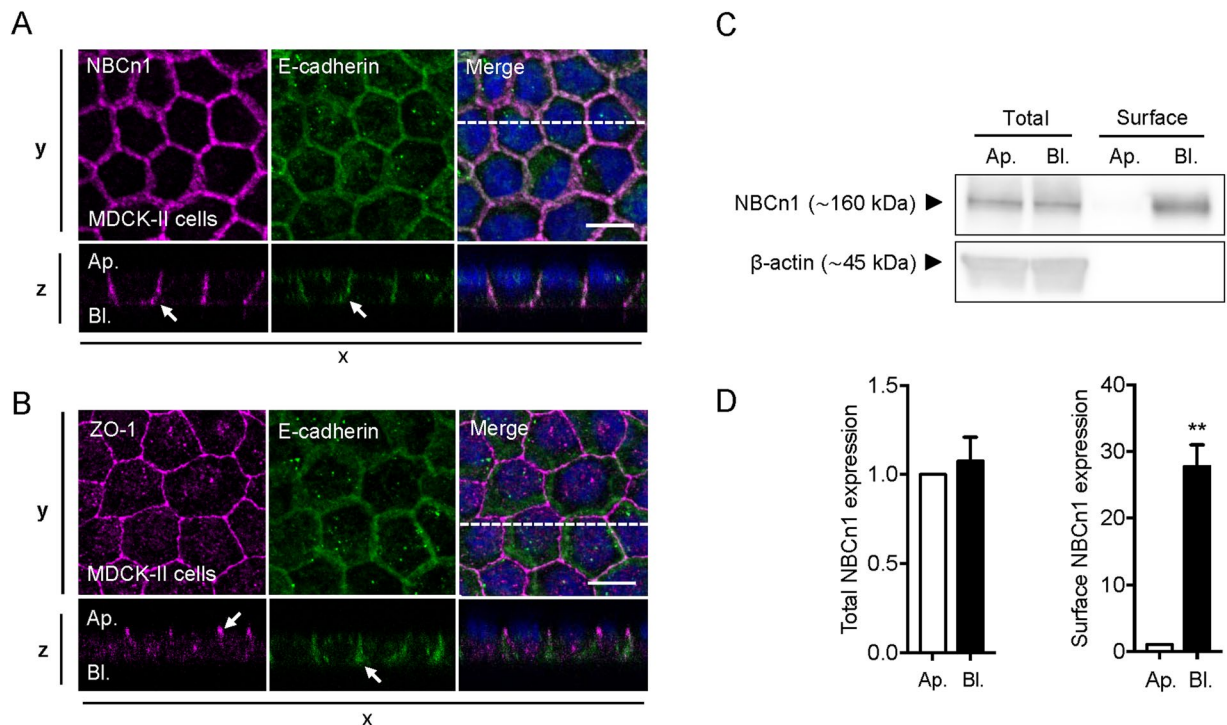 A
NBCn1
E-cadherin
Merge
y
MDCK-II cells
Ap.
z
Bl.
x
B
ZO-1
E-cadherin
Merge
y
MDCK-II cells
Ap.
z
Bl.
x
C
Total Surface
Ap. Bl. Ap. Bl.
NBCn1 (~160 kDa)
β-actin (~45 kDa)
D
Total NBCn1 expression
1.5
1.0
0.5
0.0
Ap. Bl.
Surface NBCn1 expression
40
30
20
10
0
**
Ap. Bl.